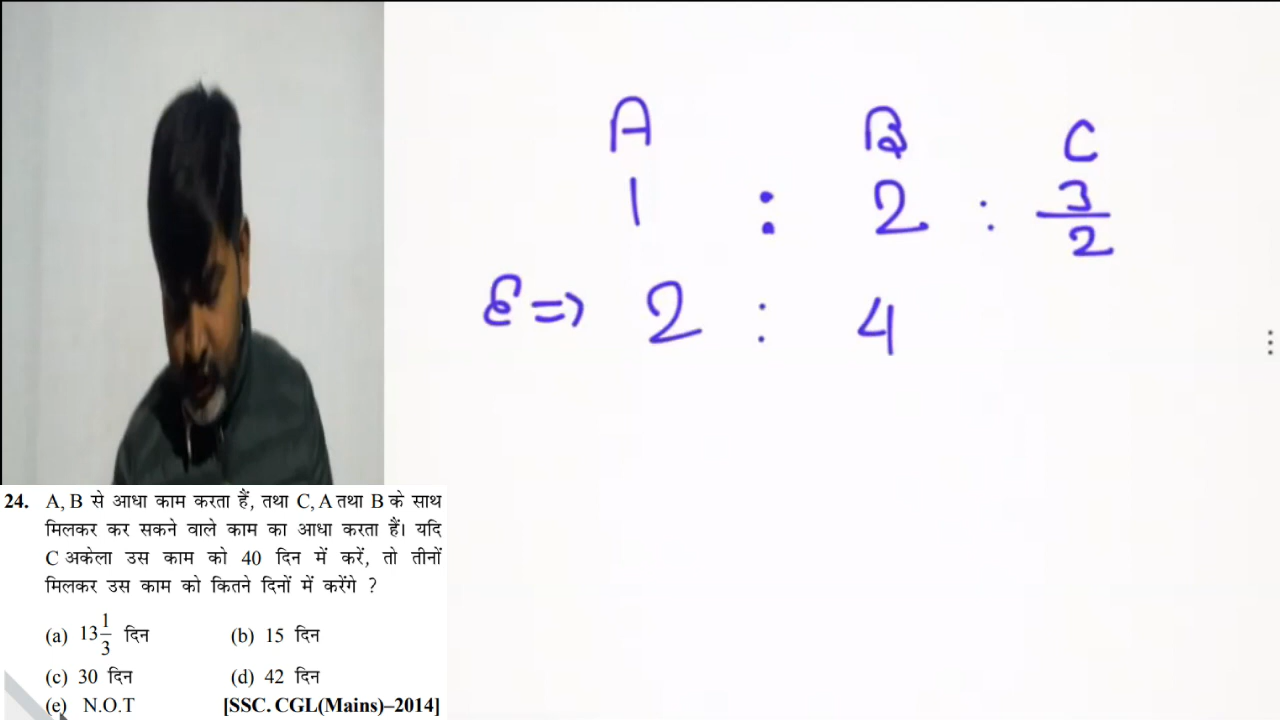 A B C
1 : 2 : 3/2
E => 2 : 4
24. A, B से आधा काम करता हैं, तथा C, A तथा B के साथ
मिलकर कर सकने वाले काम का आधा करता हैं। यदि
C अकेला उस काम को 40 दिन में करें, तो तीनों
मिलकर उस काम को कितने दिनों में करेंगे ?
(a) 13 1/3 दिन (b) 15 दिन
(c) 30 दिन (d) 42 दिन
(e) N.O.T [SSC. CGL(Mains)–2014]